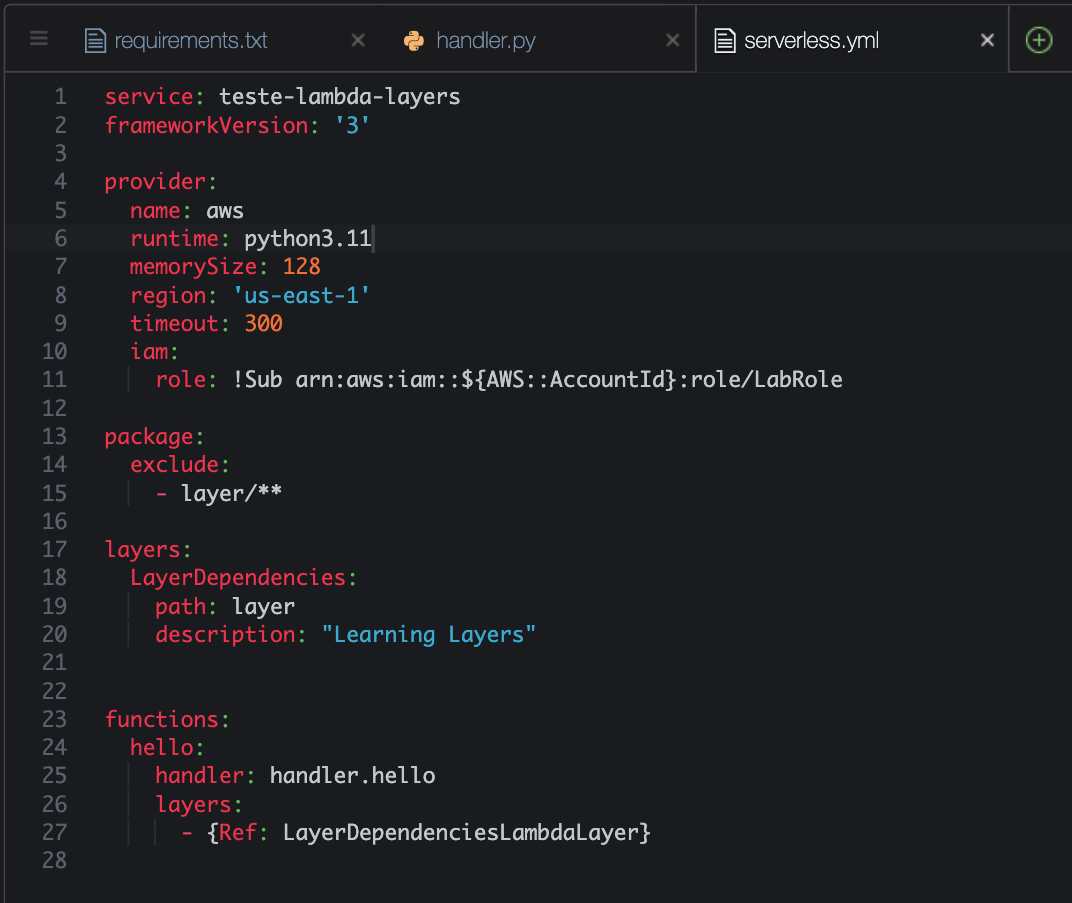 requirements.txt
handler.py
serverless.yml
1 service: teste-lambda-layers
2 frameworkVersion: '3'
3
4 provider:
5   name: aws
6   runtime: python3.11
7   memorySize: 128
8   region: 'us-east-1'
9   timeout: 300
10   iam:
11     role: !Sub arn:aws:iam::${AWS::AccountId}:role/LabRole
12
13 package:
14   exclude:
15     - layer/**
16
17 layers:
18   LayerDependencies:
19     path: layer
20     description: "Learning Layers"
21
22
23 functions:
24   hello:
25     handler: handler.hello
26     layers:
27       - {Ref: LayerDependenciesLambdaLayer}
28